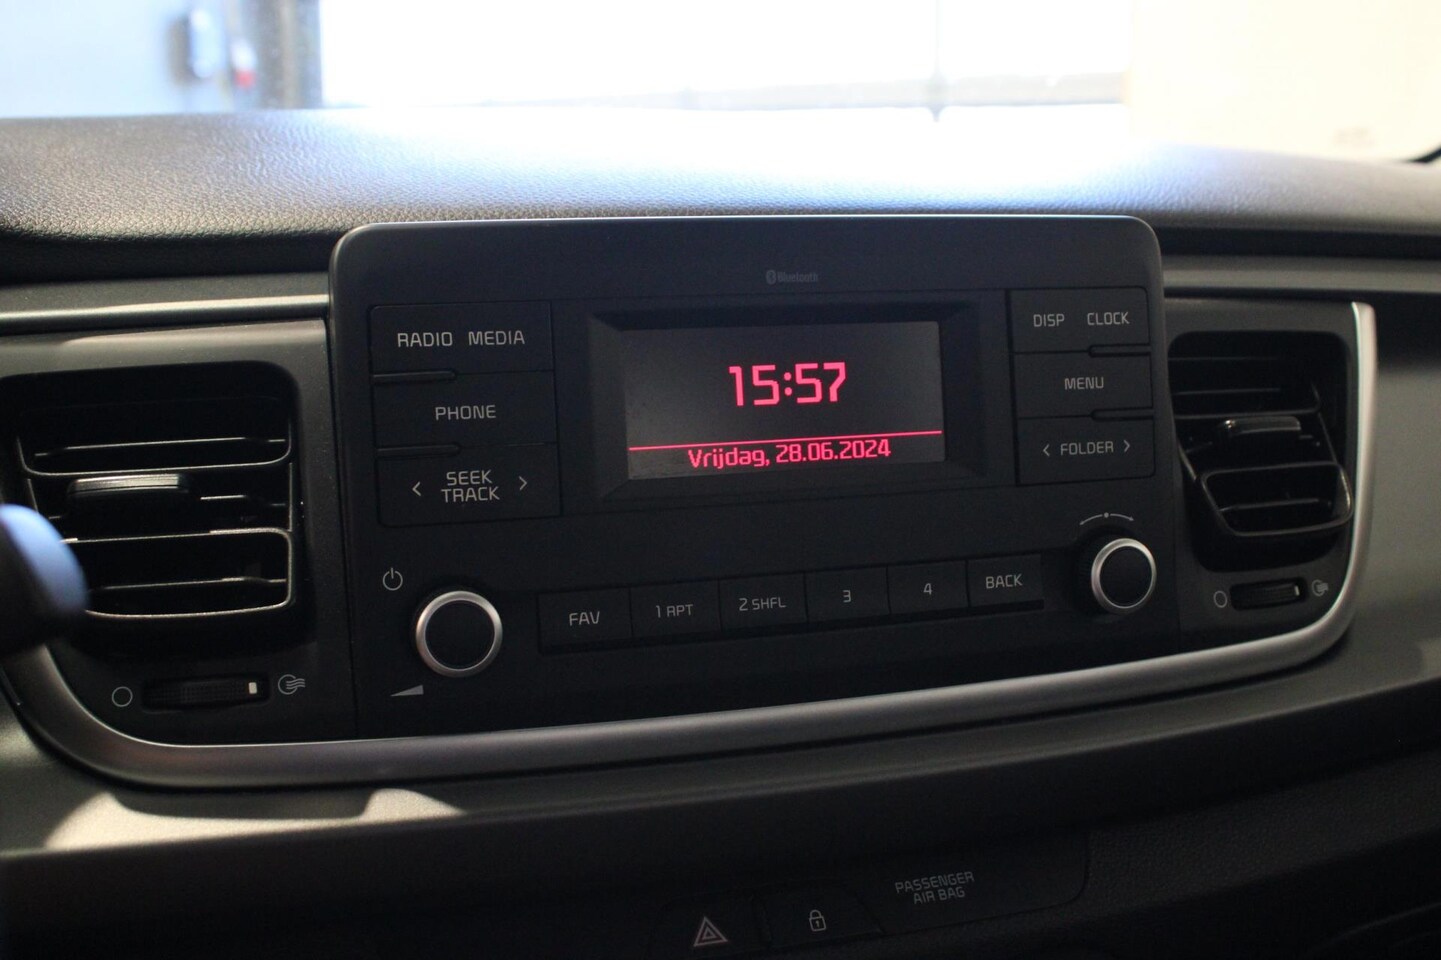 Bluetooth
RADIO MEDIA
PHONE
< SEEK TRACK >
15:57
Vrijdag, 28.06.2024
DISP CLOCK
MENU
< FOLDER >
FAV 1 RPT 2 SHFL 3 4 BACK
PASSENGER
AIR BAG